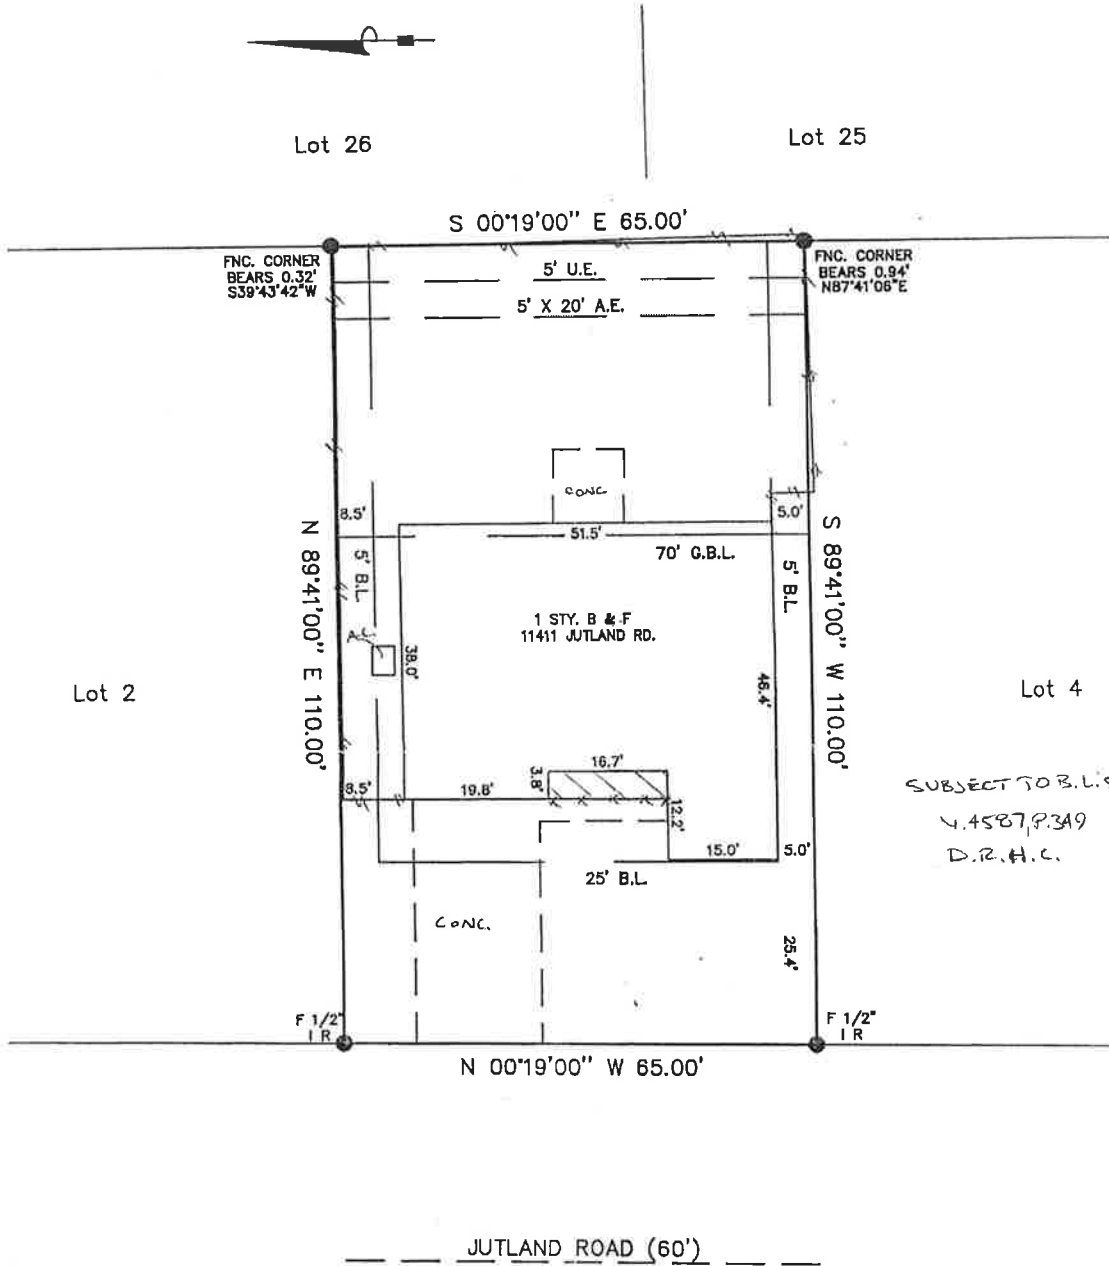 Lot 26
Lot 25
S 00°19'00" E 65.00'
FNC. CORNER
BEARS 0.32'
S39°43'42"W
FNC. CORNER
BEARS 0.94'
N87°41'06"E
5' U.E.
5' X 20' A.E.
CONC
8.5'
5.0'
51.5'
70' G.B.L.
N 89°41'00" E 110.00'
5' B.L.
5' B.L.
S 89°41'00" W 110.00'
1 STY. B & F
11411 JUTLAND RD.
A.C.
38.0'
46.4'
Lot 2
Lot 4
16.7'
3.8'
8.5'
19.8'
12.2'
SUBJECT TO B.L.'S
V.4587, P.349
D.R.H.C.
15.0'
5.0'
25' B.L.
CONC.
25.4'
F 1/2"
I R
F 1/2"
I R
N 00°19'00" W 65.00'
JUTLAND ROAD (60')